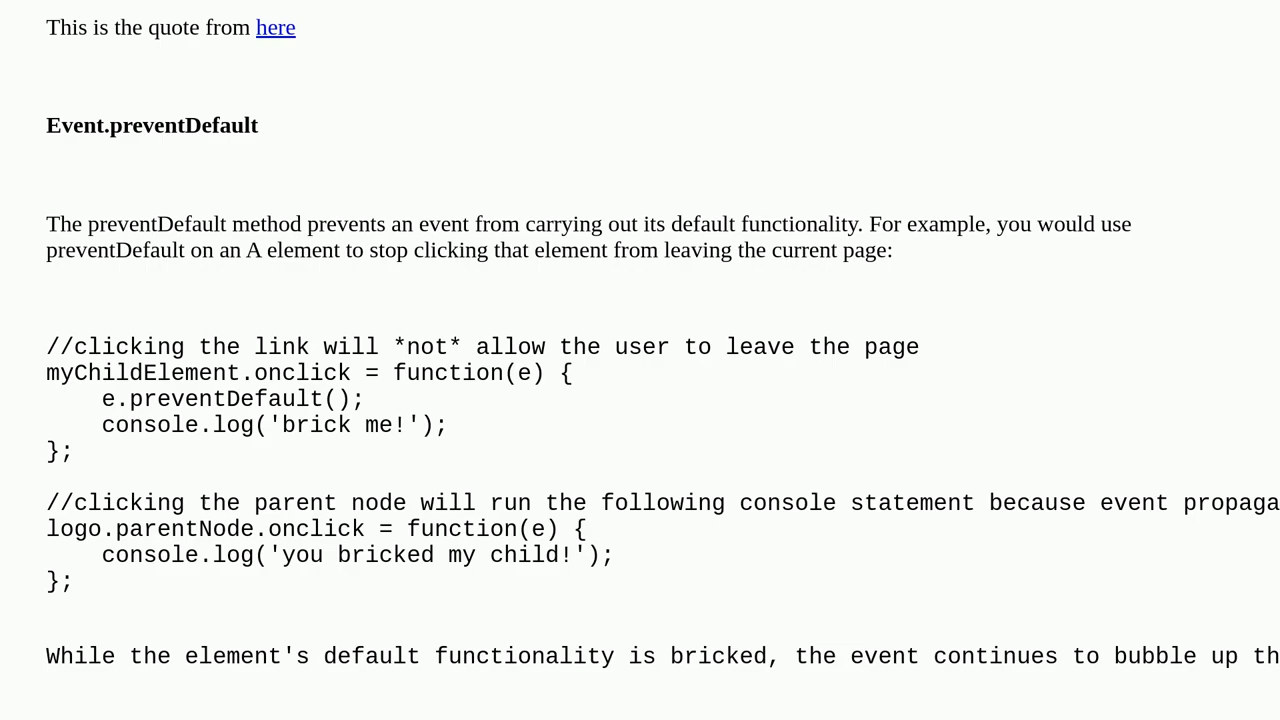 This is the quote from here
Event.preventDefault
The preventDefault method prevents an event from carrying out its default functionality. For example, you would use
preventDefault on an A element to stop clicking that element from leaving the current page:
//clicking the link will *not* allow the user to leave the page
myChildElement.onclick = function(e) {
    e.preventDefault();
    console.log('brick me!');
};
//clicking the parent node will run the following console statement because event propaga
logo.parentNode.onclick = function(e) {
    console.log('you bricked my child!');
};
While the element's default functionality is bricked, the event continues to bubble up th